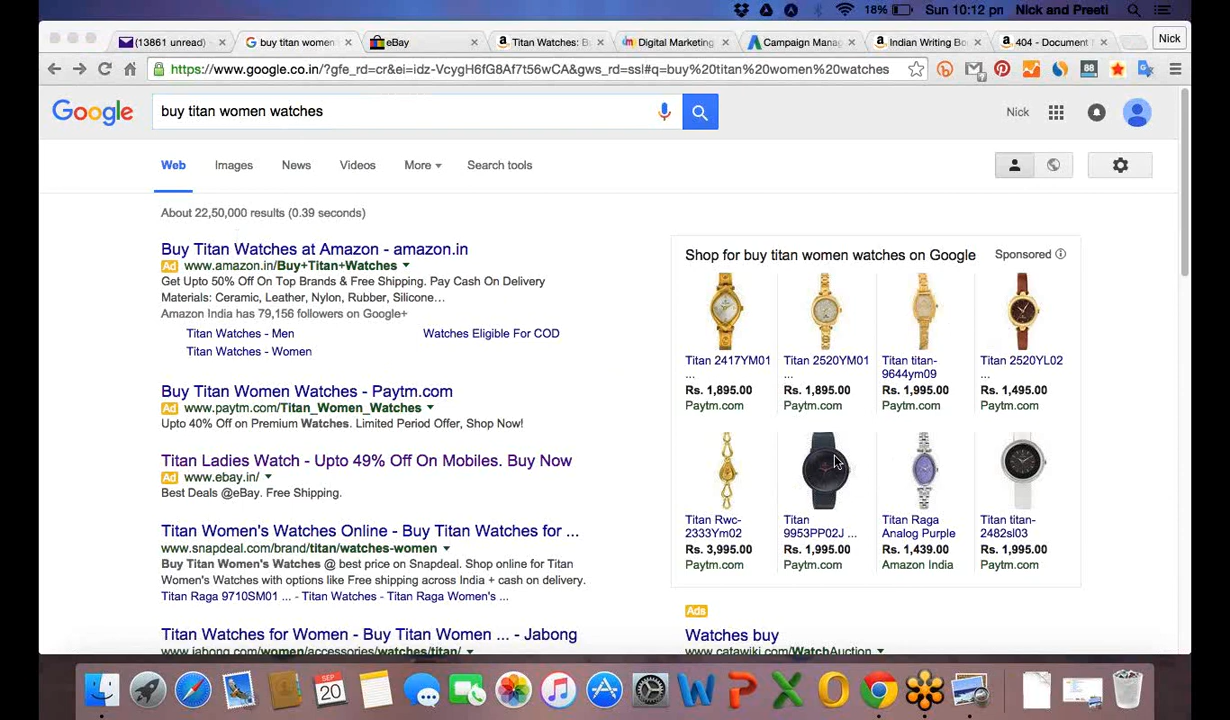 18%
Sun 10:12 pn
Nick and Preeti
(13861 unread)
buy titan women
eBay
Titan Watches: B
Digital Marketing
Campaign Mana
Indian Writing Bo
404 - Document
Nick
https://www.google.co.in/?gfe_rd=cr&ei=idz-VcygH6fG8Af7t56wCA&gws_rd=ssl#q=buy%20titan%20women%20watches
Google
buy titan women watches
Nick
Web
Images
News
Videos
More
Search tools
About 22,50,000 results (0.39 seconds)
Buy Titan Watches at Amazon - amazon.in
Ad www.amazon.in/Buy+Titan+Watches
Get Upto 50% Off On Top Brands & Free Shipping. Pay Cash On Delivery
Materials: Ceramic, Leather, Nylon, Rubber, Silicone…
Amazon India has 79,156 followers on Google+
Titan Watches - Men
Watches Eligible For COD
Titan Watches - Women
Buy Titan Women Watches - Paytm.com
Ad www.paytm.com/Titan_Women_Watches
Upto 40% Off on Premium Watches. Limited Period Offer, Shop Now!
Titan Ladies Watch - Upto 49% Off On Mobiles. Buy Now
Ad www.ebay.in/
Best Deals @eBay. Free Shipping.
Titan Women's Watches Online - Buy Titan Watches for ...
www.snapdeal.com/brand/titan/watches-women
Buy Titan Women's Watches @ best price on Snapdeal. Shop online for Titan
Women's Watches with options like Free shipping across India + cash on delivery.
Titan Raga 9710SM01 ... - Titan Watches - Titan Raga Women's ...
Titan Watches for Women - Buy Titan Women ... - Jabong
www.jabong.com/women/accessories/watches/titan/
Shop for buy titan women watches on Google
Sponsored
Titan 2417YM01
...
Rs. 1,895.00
Paytm.com
Titan 2520YM01
...
Rs. 1,895.00
Paytm.com
Titan titan-
9644ym09
Rs. 1,995.00
Paytm.com
Titan 2520YL02
...
Rs. 1,495.00
Paytm.com
Titan Rwc-
2333Ym02
Rs. 3,995.00
Paytm.com
Titan
9953PP02J ...
Rs. 1,995.00
Paytm.com
Titan Raga
Analog Purple
Rs. 1,439.00
Amazon India
Titan titan-
2482sl03
Rs. 1,995.00
Paytm.com
Ads
Watches buy
www.catawiki.com/WatchAuction
SEP
20